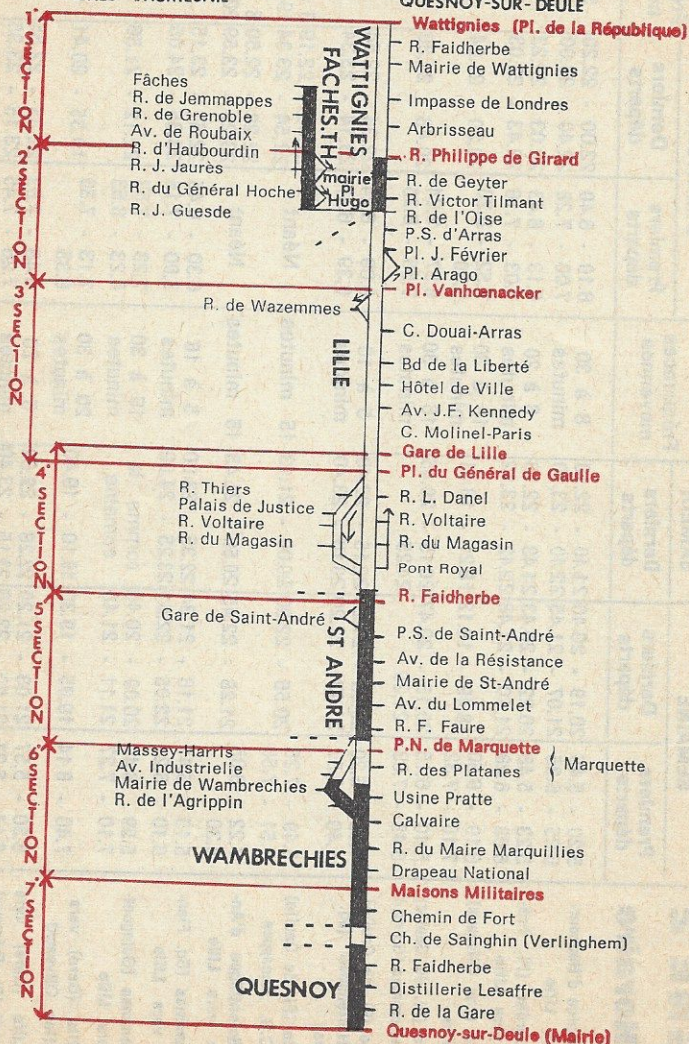 QUESNOY-SUR-DEULE
Wattignies (Pl. de la République)
R. Faidherbe
Mairie de Wattignies
Impasse de Londres
Arbrisseau
R. Philippe de Girard
R. de Geyter
R. Victor Tilmant
R. de l'Oise
P.S. d'Arras
Pl. J. Février
Pl. Arago
Pl. Vanhœnacker
C. Douai-Arras
Bd de la Liberté
Hôtel de Ville
Av. J.F. Kennedy
C. Molinel-Paris
Gare de Lille
Pl. du Général de Gaulle
R. L. Danel
R. Voltaire
R. du Magasin
Pont Royal
R. Faidherbe
P.S. de Saint-André
Av. de la Résistance
Mairie de St-André
Av. du Lommelet
R. F. Faure
P.N. de Marquette
R. des Platanes
Marquette
Usine Pratte
Calvaire
R. du Maire Marquillies
Drapeau National
Maisons Militaires
Chemin de Fort
Ch. de Sainghin (Verlinghem)
R. Faidherbe
Distillerie Lesaffre
R. de la Gare
Quesnoy-sur-Deule (Mairie)
WATTIGNIES
FACHES.TH
mairie
Pl
Hugo
Fâches
R. de Jemmappes
R. de Grenoble
Av. de Roubaix
R. d'Haubourdin
R. J. Jaurès
R. du Général Hoche
R. J. Guesde
R. de Wazemmes
LILLE
R. Thiers
Palais de Justice
R. Voltaire
R. du Magasin
Gare de Saint-André
ST ANDRE
Massey-Harris
Av. Industrielle
Mairie de Wambrechies
R. de l'Agrippin
WAMBRECHIES
QUESNOY
1° SECTION
2° SECTION
3° SECTION
4° SECTION
5° SECTION
6° SECTION
7° SECTION